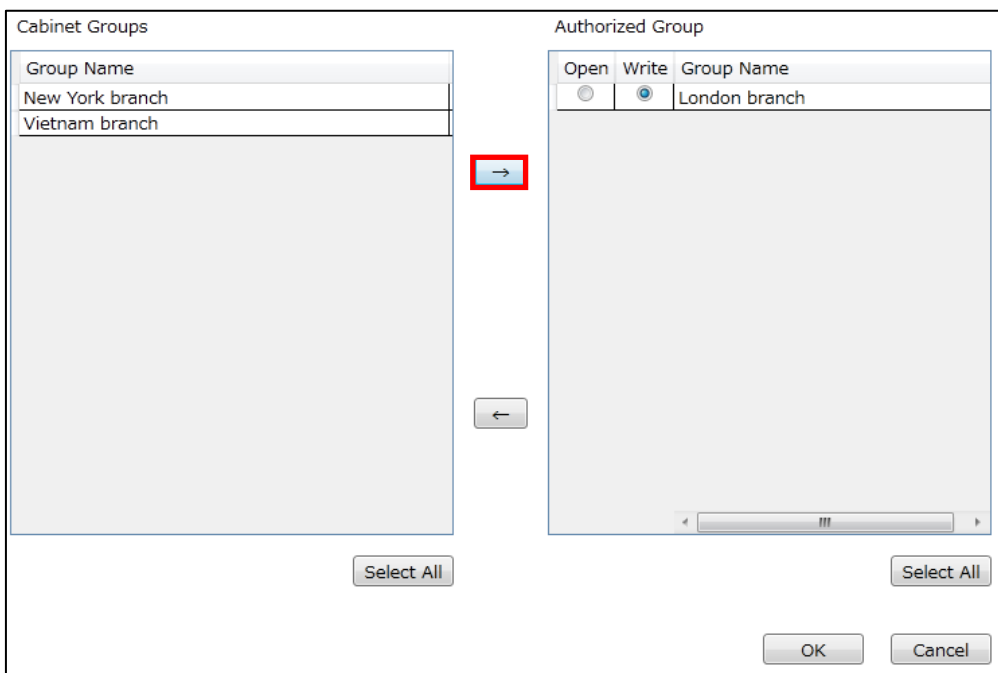 Cabinet Groups
Authorized Group
Group Name
Open Write Group Name
New York branch
London branch
Vietnam branch
→
←
Select All
Select All
OK
Cancel